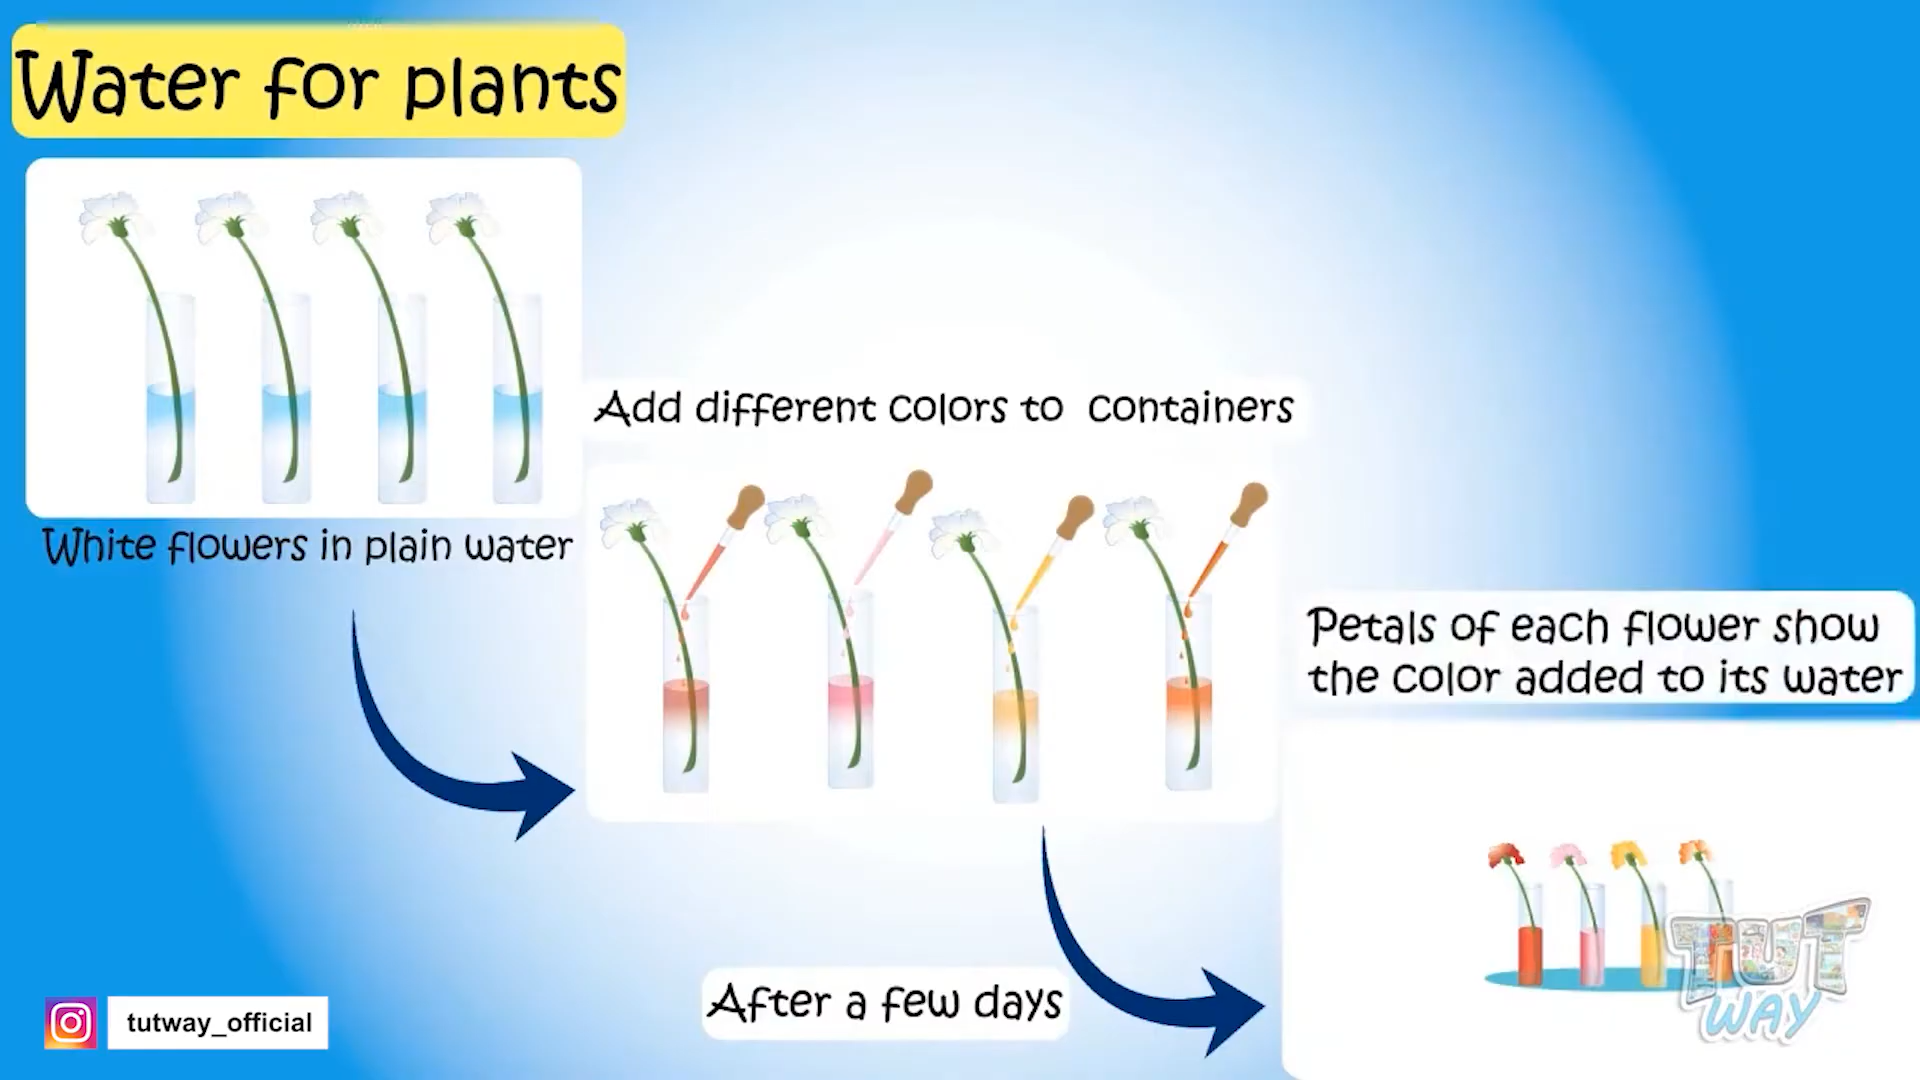 Water for plants
White flowers in plain water
Add different colors to containers
After a few days
Petals of each flower show
the color added to its water
tutway_official
TUT
WAY